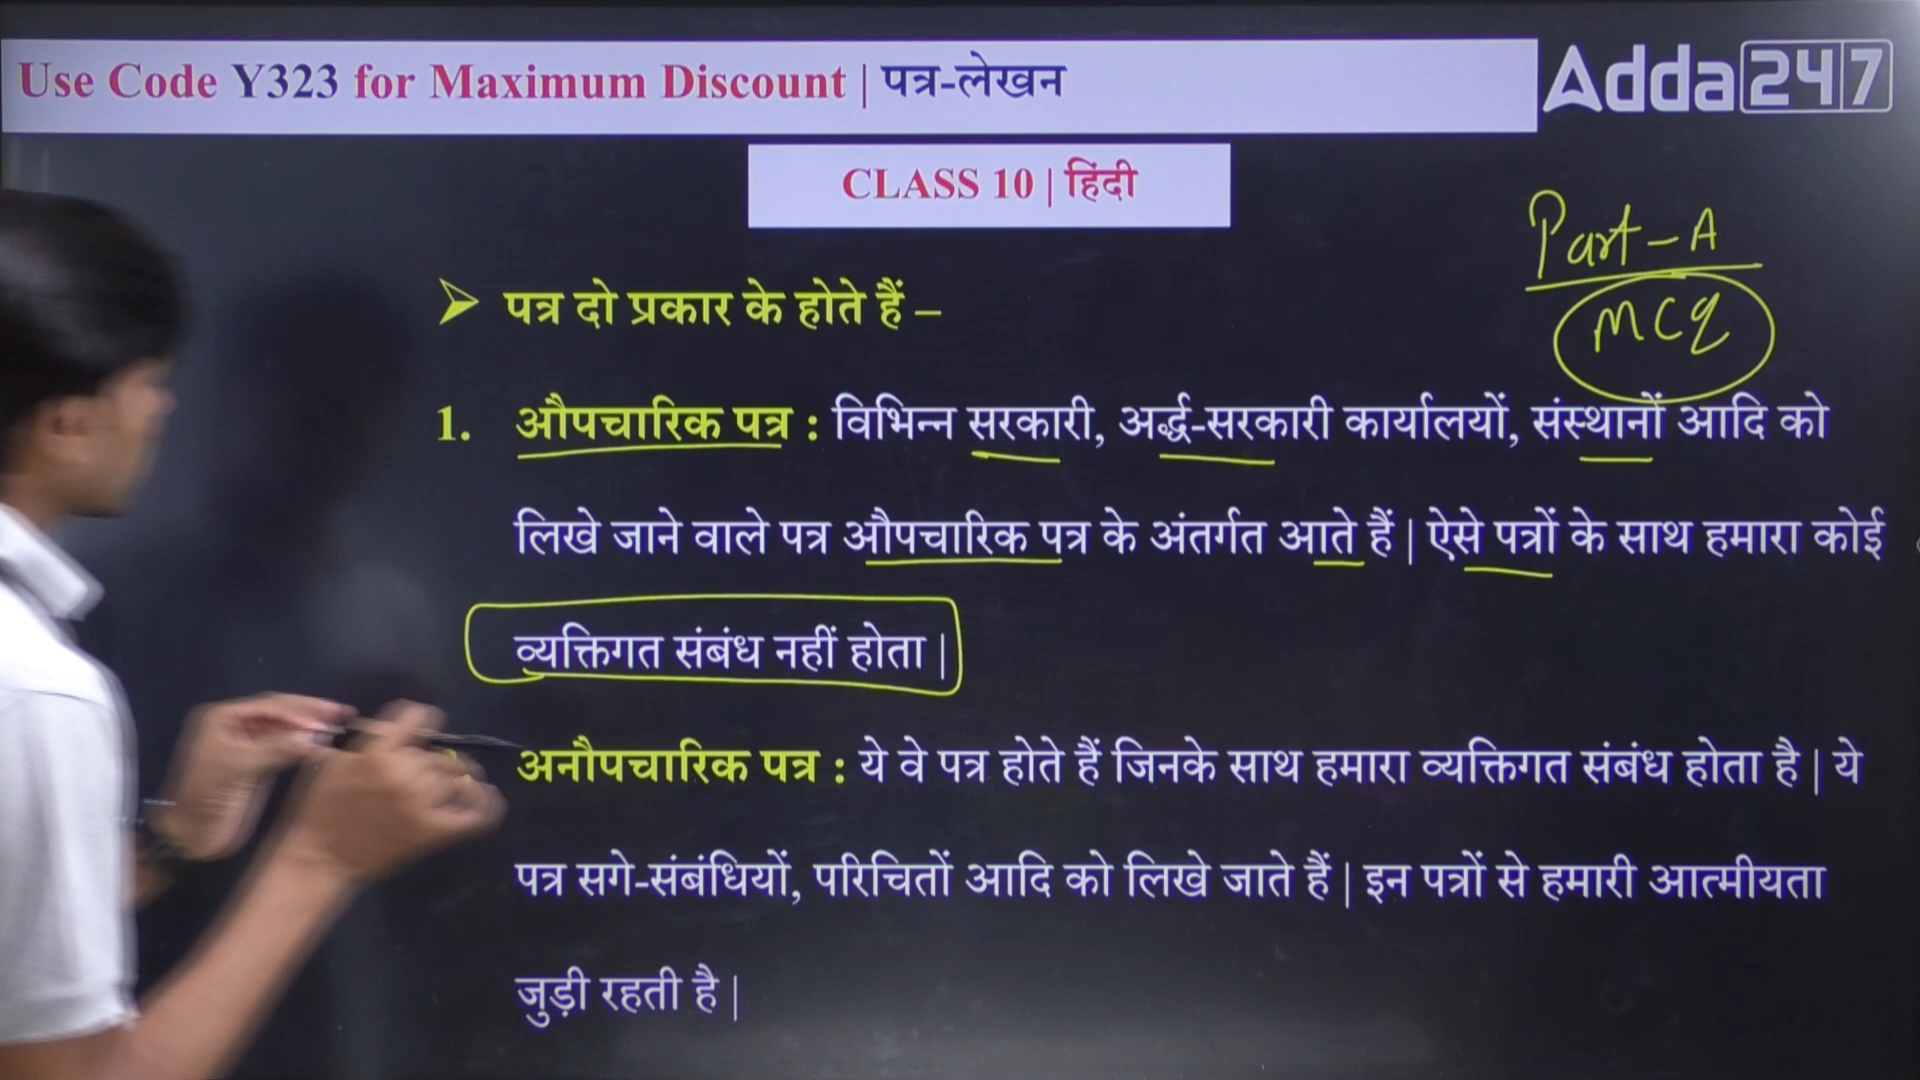 Use Code Y323 for Maximum Discount | पत्र-लेखन
Adda247
CLASS 10 | हिंदी
Part-A
MCQ
➤ पत्र दो प्रकार के होते हैं –
1. औपचारिक पत्र : विभिन्न सरकारी, अर्द्ध-सरकारी कार्यालयों, संस्थानों आदि को
लिखे जाने वाले पत्र औपचारिक पत्र के अंतर्गत आते हैं | ऐसे पत्रों के साथ हमारा कोई
व्यक्तिगत संबंध नहीं होता |
अनौपचारिक पत्र : ये वे पत्र होते हैं जिनके साथ हमारा व्यक्तिगत संबंध होता है | ये
पत्र सगे-संबंधियों, परिचितों आदि को लिखे जाते हैं | इन पत्रों से हमारी आत्मीयता
जुड़ी रहती है |